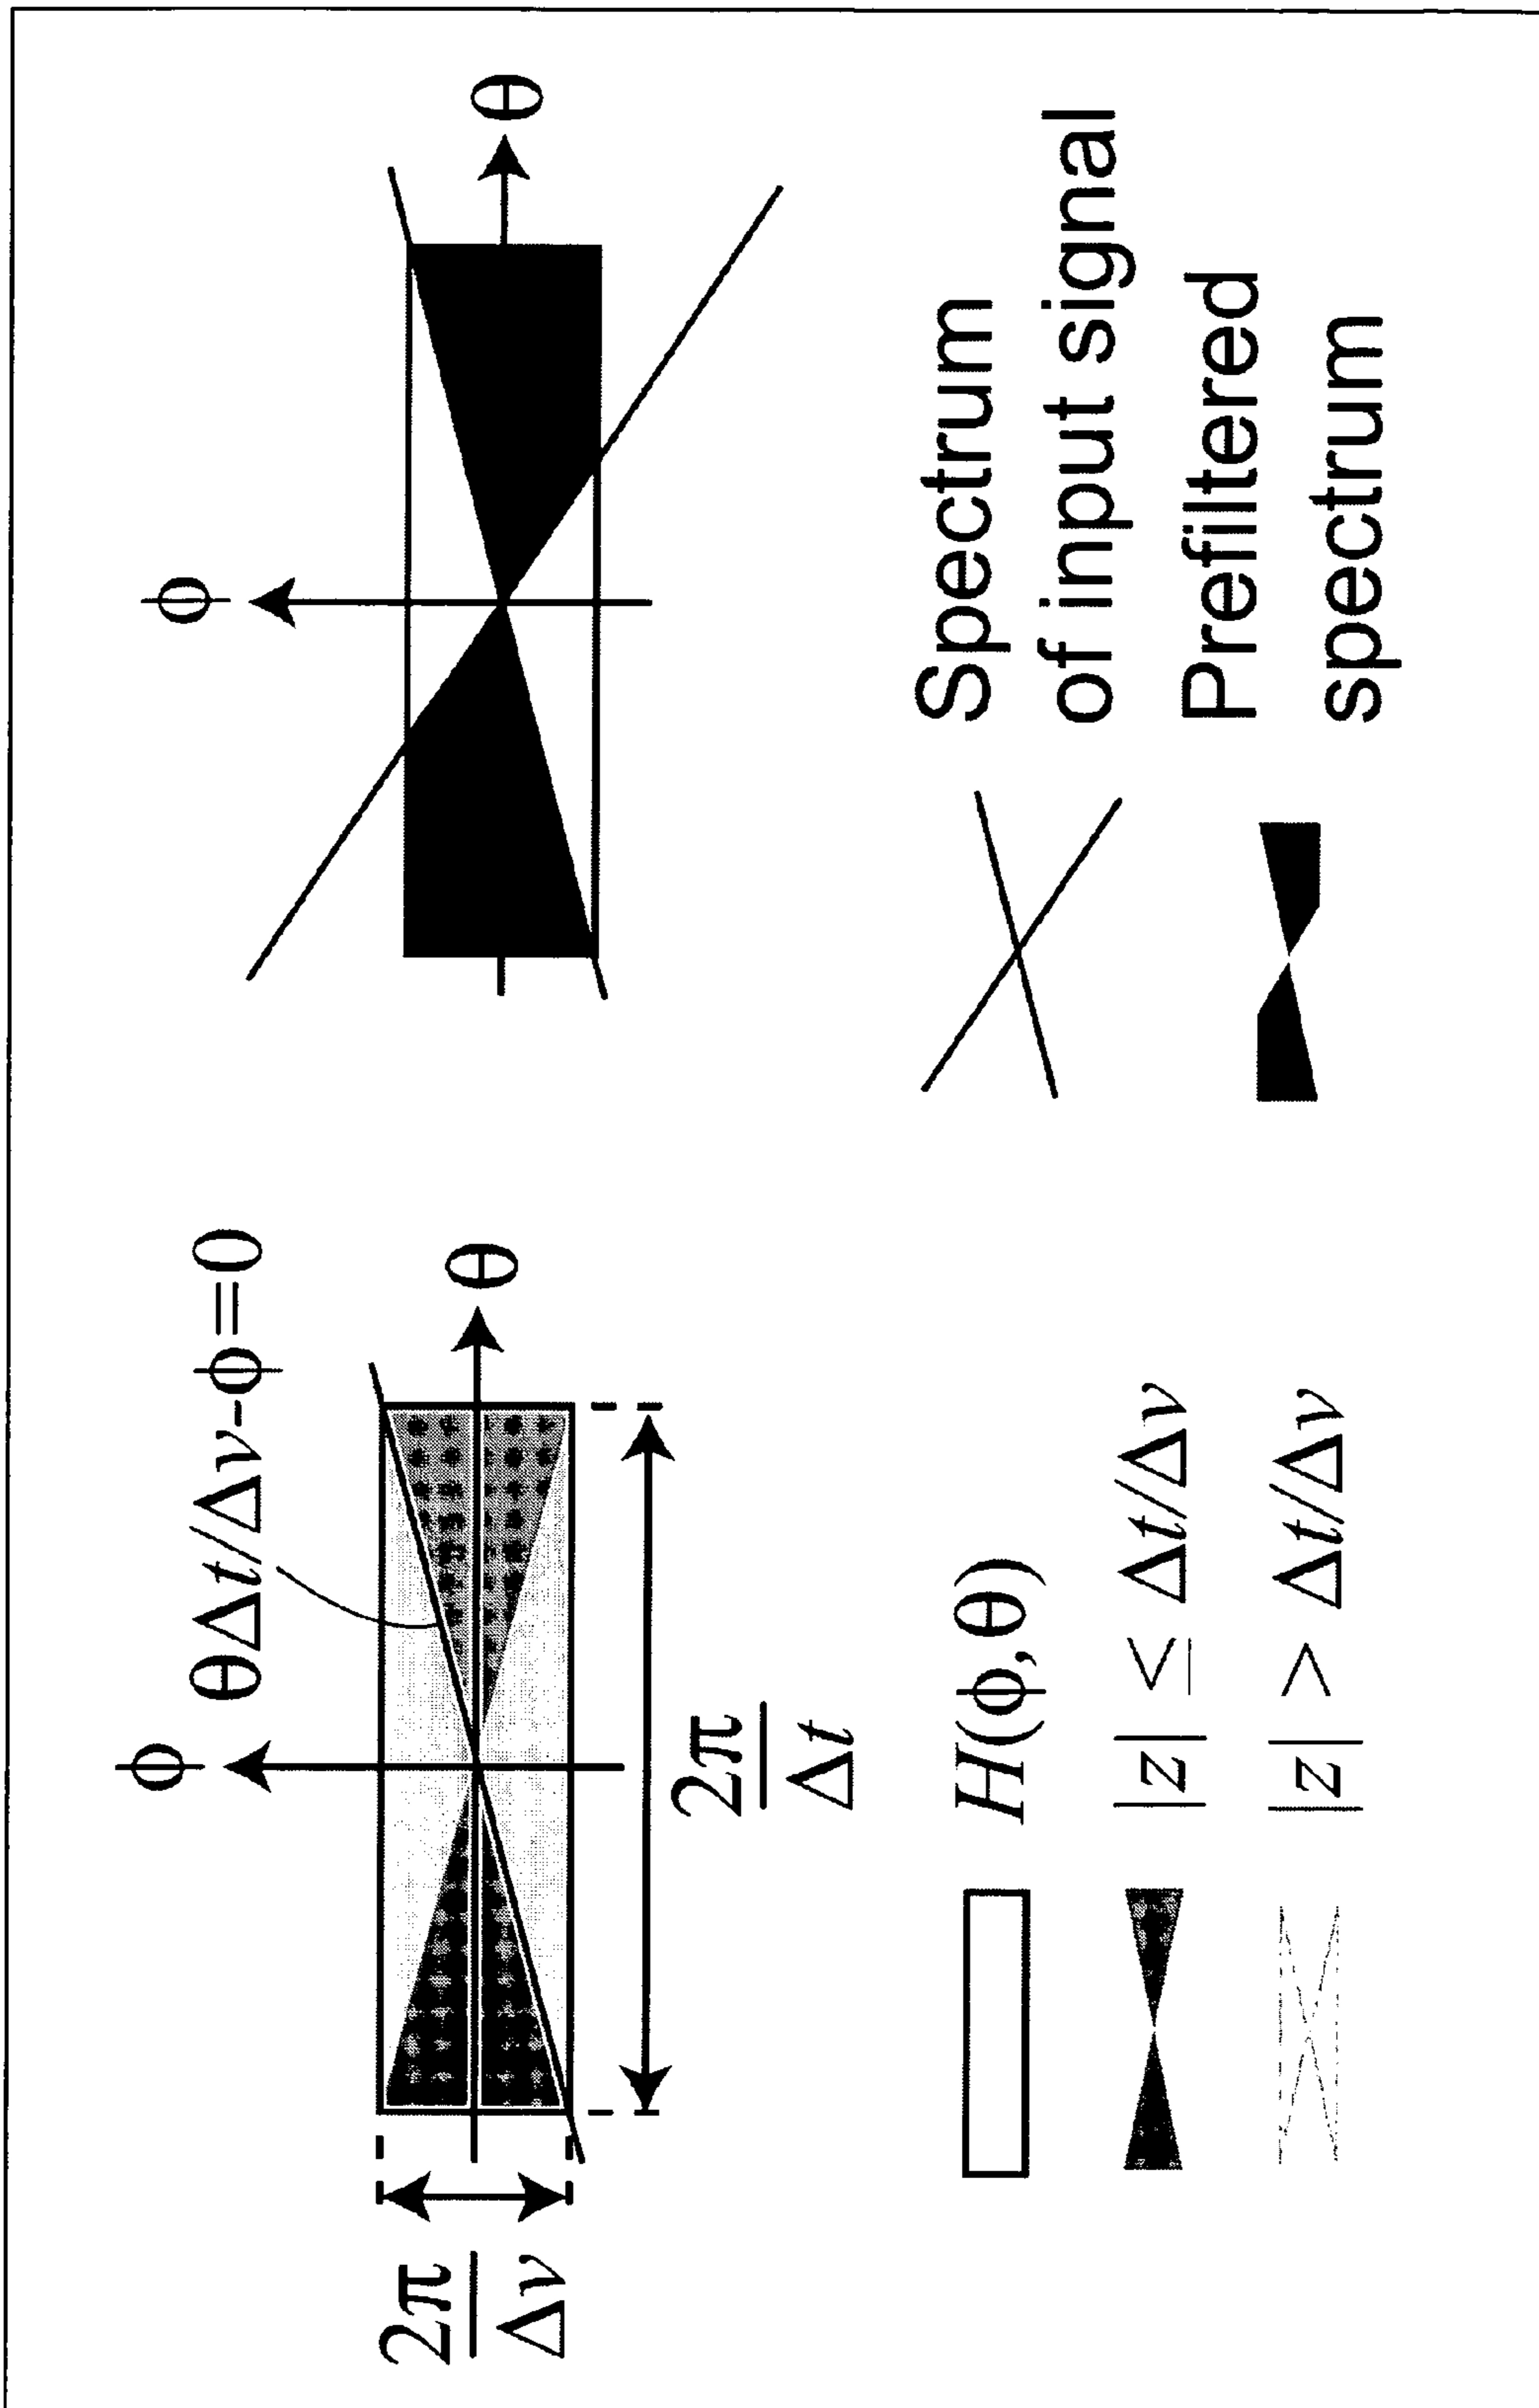 ϕ
θΔt/Δv-ϕ=0
θ
2π
Δv
2π
Δt
H(ϕ,θ)
|z| ≤ Δt/Δv
|z| > Δt/Δv
ϕ
θ
Spectrum
of input signal
Prefiltered
spectrum